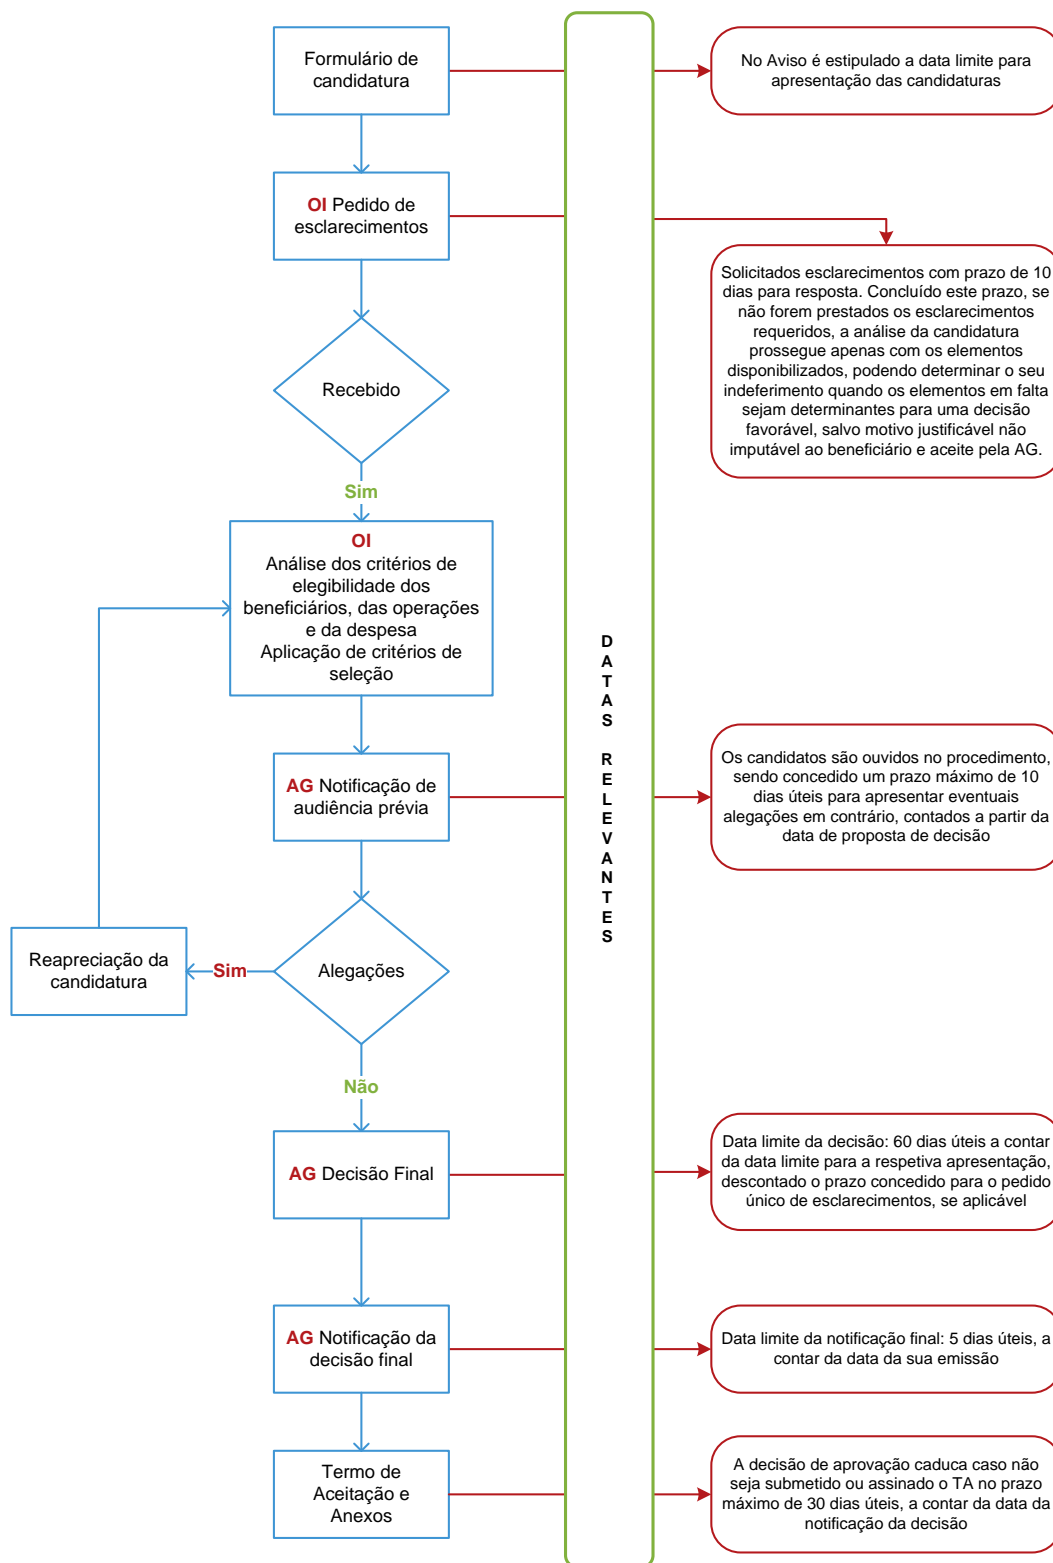 Formulário de
candidatura
No Aviso é estipulado a data limite para
apresentação das candidaturas
OI Pedido de
esclarecimentos
Solicitados esclarecimentos com prazo de 10
dias para resposta. Concluído este prazo, se
não forem prestados os esclarecimentos
requeridos, a análise da candidatura
prossegue apenas com os elementos
disponibilizados, podendo determinar o seu
indeferimento quando os elementos em falta
sejam determinantes para uma decisão
favorável, salvo motivo justificável não
imputável ao beneficiário e aceite pela AG.
Recebido
Sim
OI
Análise dos critérios de
elegibilidade dos
beneficiários, das operações
e da despesa
Aplicação de critérios de
seleção
DATAS RELEVANTES
AG Notificação de
audiência prévia
Os candidatos são ouvidos no procedimento,
sendo concedido um prazo máximo de 10
dias úteis para apresentar eventuais
alegações em contrário, contados a partir da
data de proposta de decisão
Reapreciação da
candidatura
Sim
Alegações
Não
AG Decisão Final
Data limite da decisão: 60 dias úteis a contar
da data limite para a respetiva apresentação,
descontado o prazo concedido para o pedido
único de esclarecimentos, se aplicável
AG Notificação da
decisão final
Data limite da notificação final: 5 dias úteis, a
contar da data da sua emissão
Termo de
Aceitação e
Anexos
A decisão de aprovação caduca caso não
seja submetido ou assinado o TA no prazo
máximo de 30 dias úteis, a contar da data da
notificação da decisão